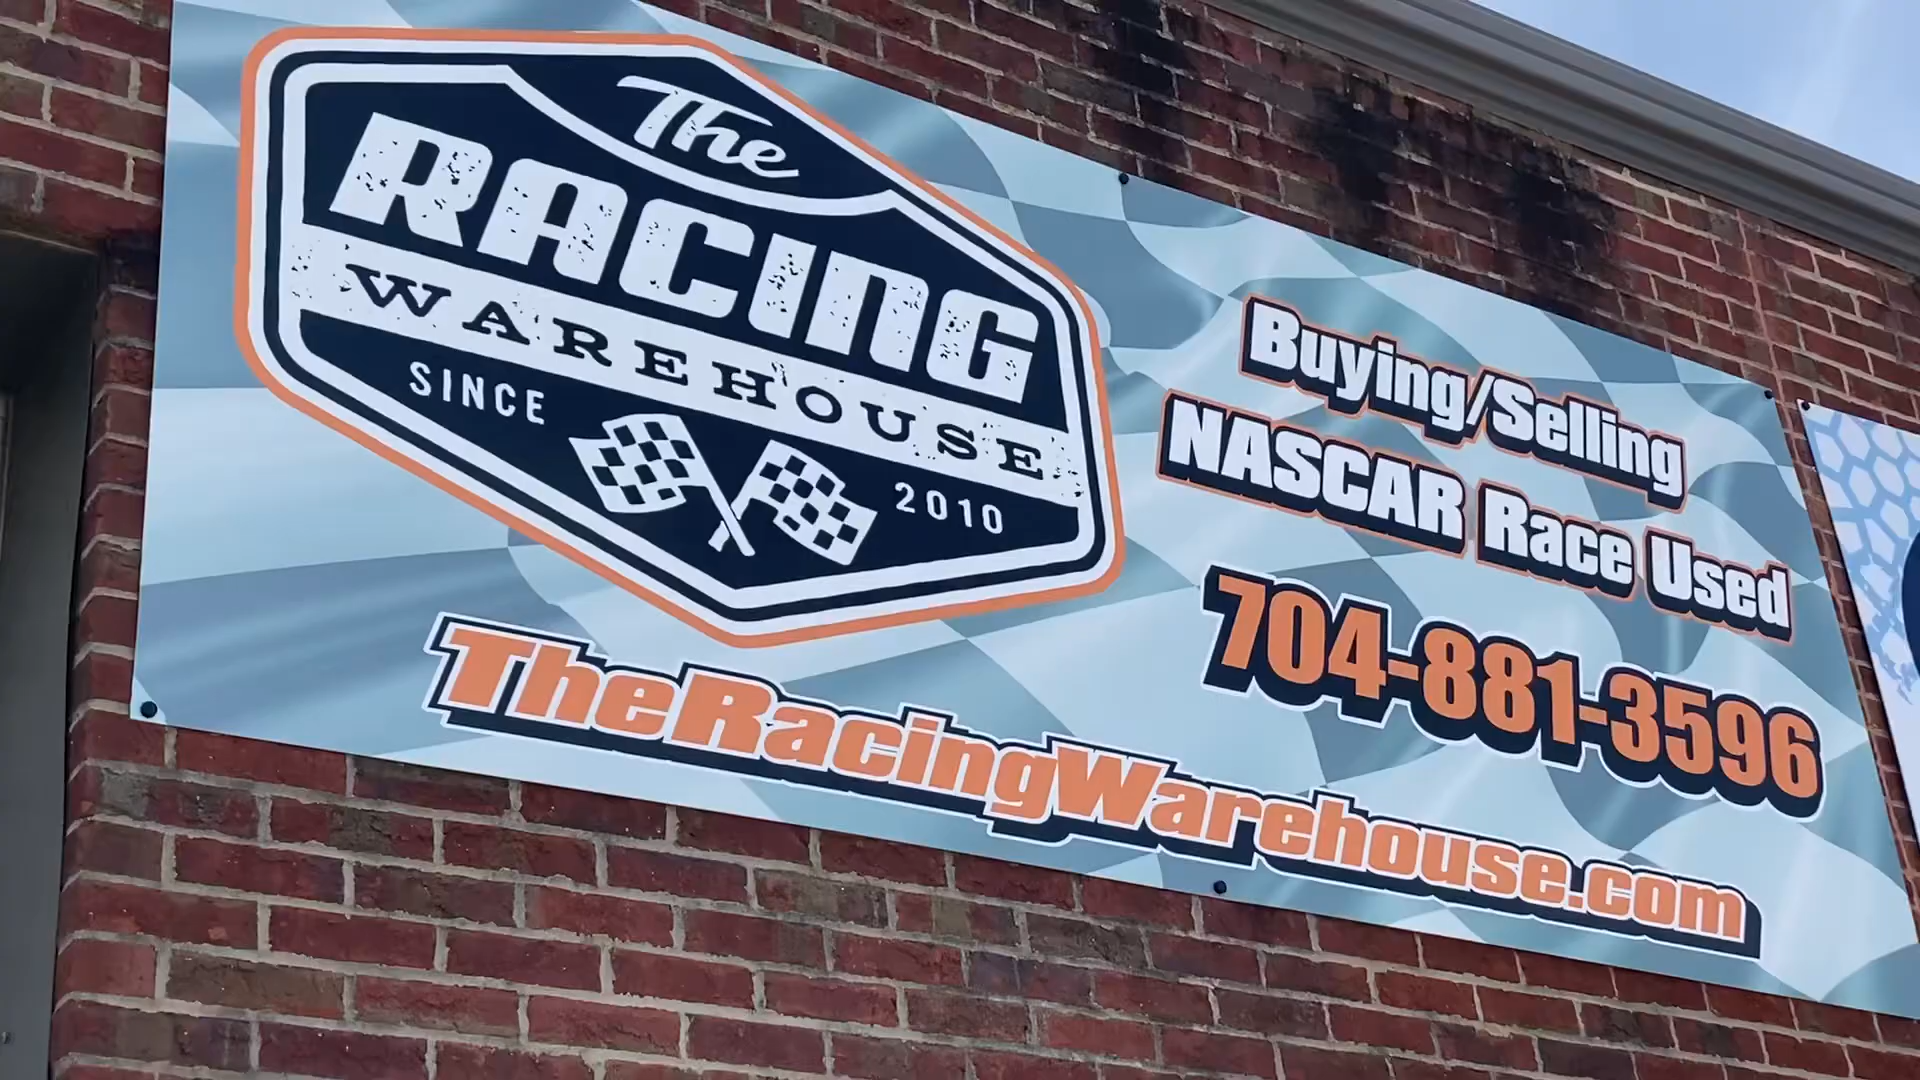 The
RACING
WAREHOUSE
SINCE 2010
Buying/Selling
NASCAR Race Used
704-881-3596
TheRacingWarehouse.com